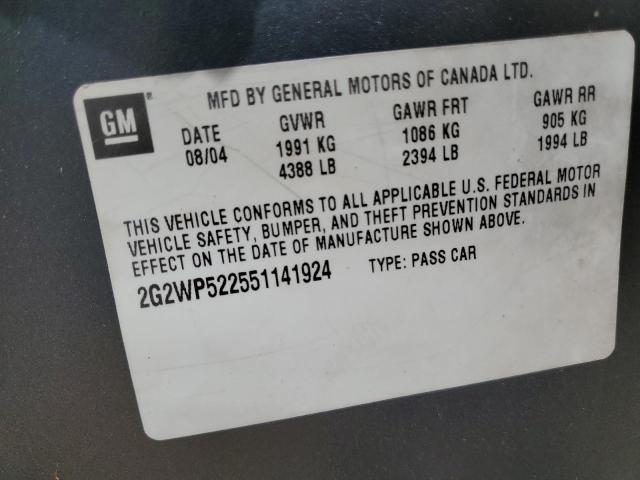 MFD BY GENERAL MOTORS OF CANADA LTD.
GM®
DATE GVWR GAWR FRT GAWR RR
08/04 1991 KG 1086 KG 905 KG
4388 LB 2394 LB 1994 LB
THIS VEHICLE CONFORMS TO ALL APPLICABLE U.S. FEDERAL MOTOR
VEHICLE SAFETY, BUMPER, AND THEFT PREVENTION STANDARDS IN
EFFECT ON THE DATE OF MANUFACTURE SHOWN ABOVE.
2G2WP522551141924 TYPE: PASS CAR